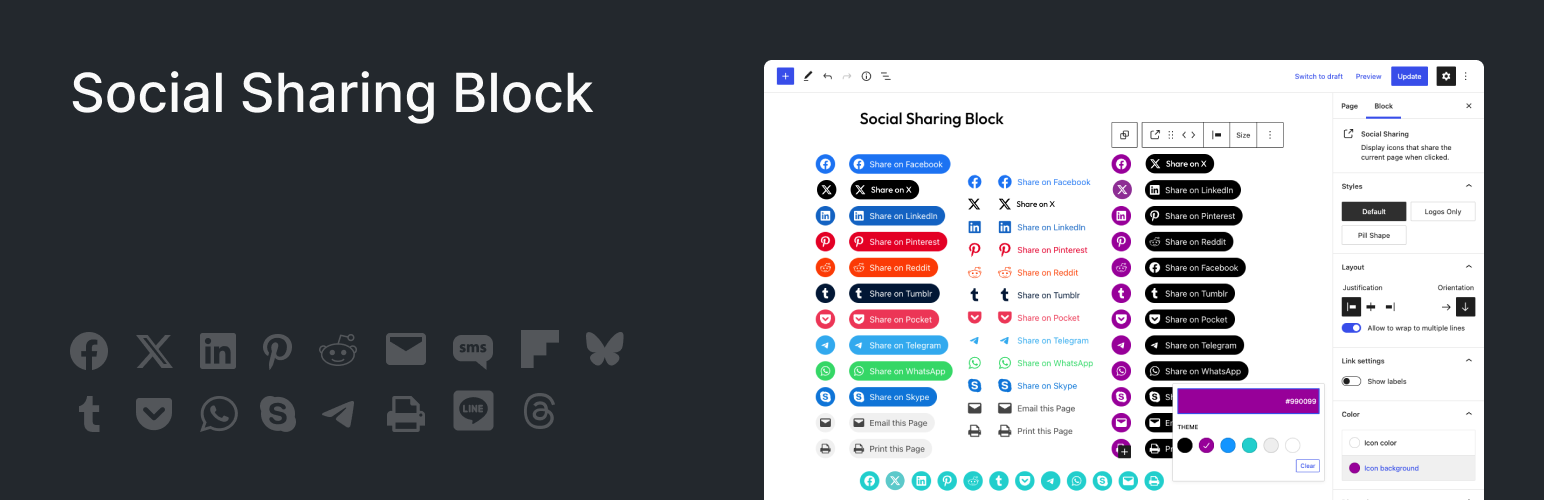 Social Sharing Block
sms
LINE
Switch to draft
Preview
Update
Social Sharing Block
Size
Share on Facebook
Share on X
Share on LinkedIn
Share on Pinterest
Share on Reddit
Share on Tumblr
Share on Pocket
Share on Telegram
Share on WhatsApp
Share on Skype
Email this Page
Print this Page
Share on Facebook
Share on X
Share on LinkedIn
Share on Pinterest
Share on Reddit
Share on Tumblr
Share on Pocket
Share on Telegram
Share on WhatsApp
Share on Skype
Email this Page
Print this Page
Share on X
Share on LinkedIn
Share on Pinterest
Share on Reddit
Share on Facebook
Share on Tumblr
Share on Pocket
Share on Telegram
Share on WhatsApp
#990099
THEME
Clear
Page
Block
Social Sharing
Display icons that share the
current page when clicked.
Styles
Default
Logos Only
Pill Shape
Layout
Justification
Orientation
Allow to wrap to multiple lines
Link settings
Show labels
Color
Icon color
Icon background